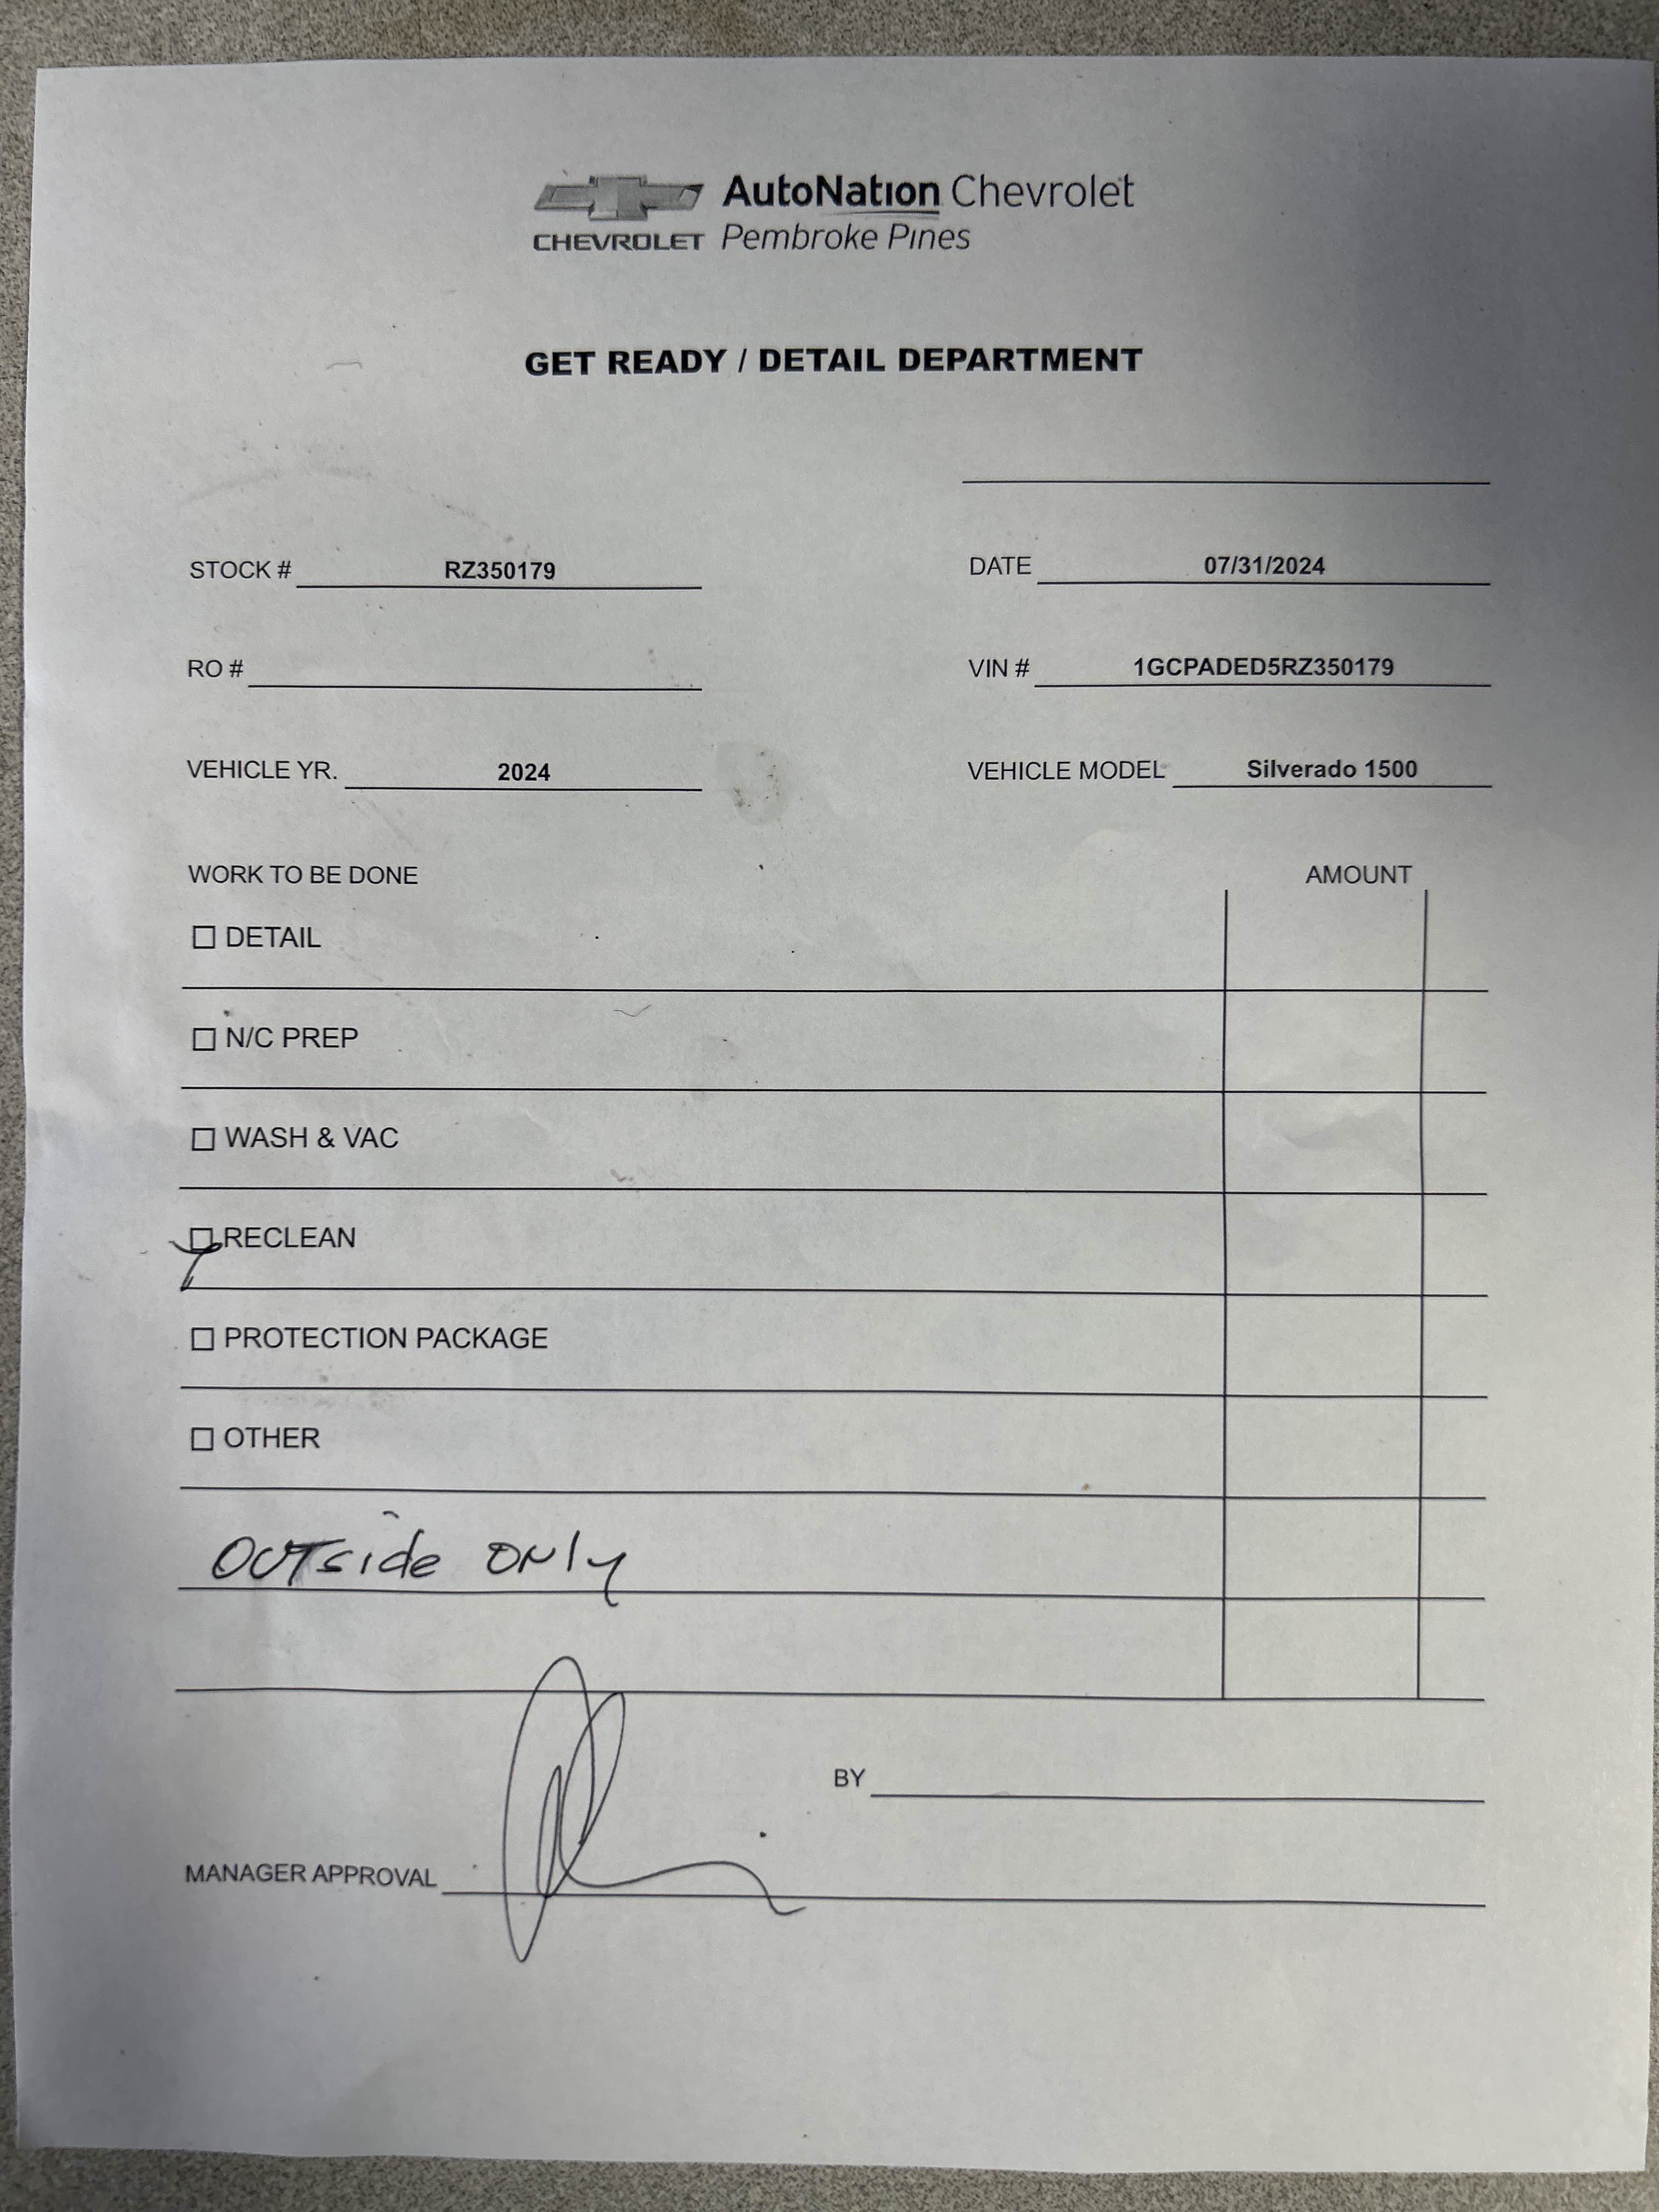 AutoNation Chevrolet
CHEVROLET Pembroke Pines
GET READY / DETAIL DEPARTMENT
STOCK # RZ350179 DATE 07/31/2024
RO # VIN # 1GCPADED5RZ350179
VEHICLE YR. 2024 VEHICLE MODEL Silverado 1500
WORK TO BE DONE AMOUNT
DETAIL
N/C PREP
WASH & VAC
RECLEAN
PROTECTION PACKAGE
OTHER
OUTside ONly
BY
MANAGER APPROVAL